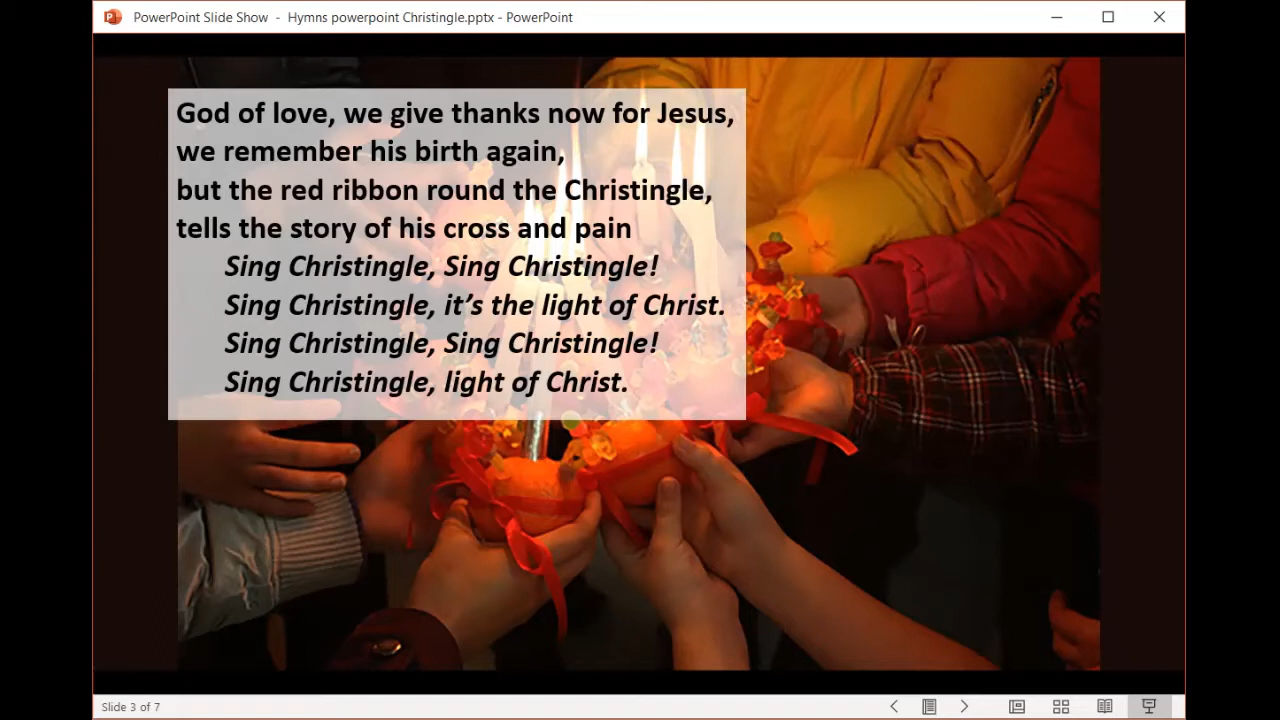 PowerPoint Slide Show - Hymns powerpoint Christingle.pptx - PowerPoint
God of love, we give thanks now for Jesus,
we remember his birth again,
but the red ribbon round the Christingle,
tells the story of his cross and pain
Sing Christingle, Sing Christingle!
Sing Christingle, it's the light of Christ.
Sing Christingle, Sing Christingle!
Sing Christingle, light of Christ.
Slide 3 of 7